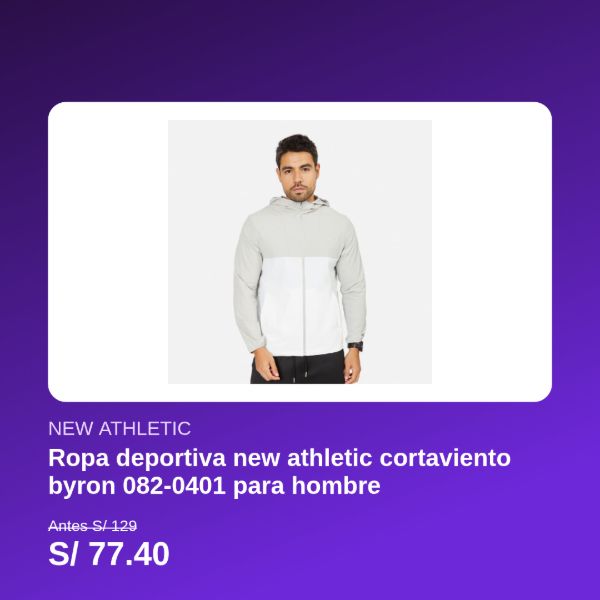 NEW ATHLETIC
Ropa deportiva new athletic cortaviento
byron 082-0401 para hombre
Antes S/ 129
S/ 77.40